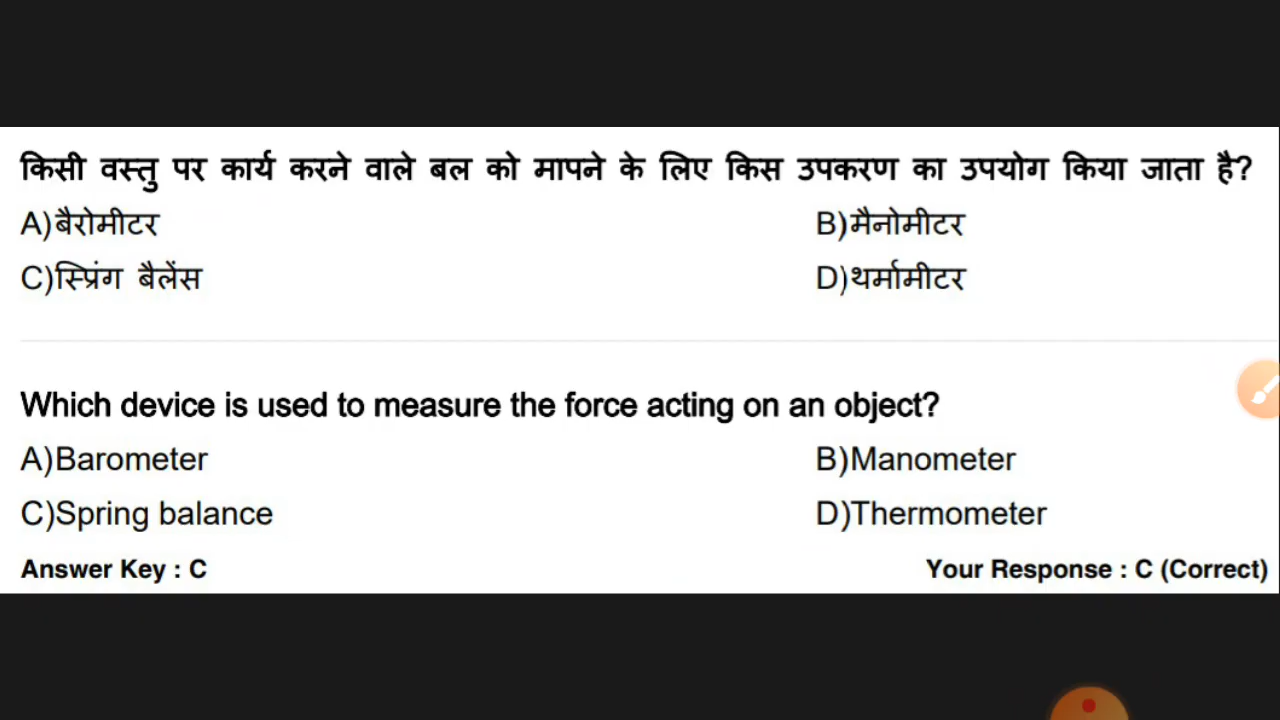 किसी वस्तु पर कार्य करने वाले बल को मापने के लिए किस उपकरण का उपयोग किया जाता है?
A)बैरोमीटर B)मैनोमीटर
C)स्प्रिंग बैलेंस D)थर्मामीटर
Which device is used to measure the force acting on an object?
A)Barometer B)Manometer
C)Spring balance D)Thermometer
Answer Key : C Your Response : C (Correct)